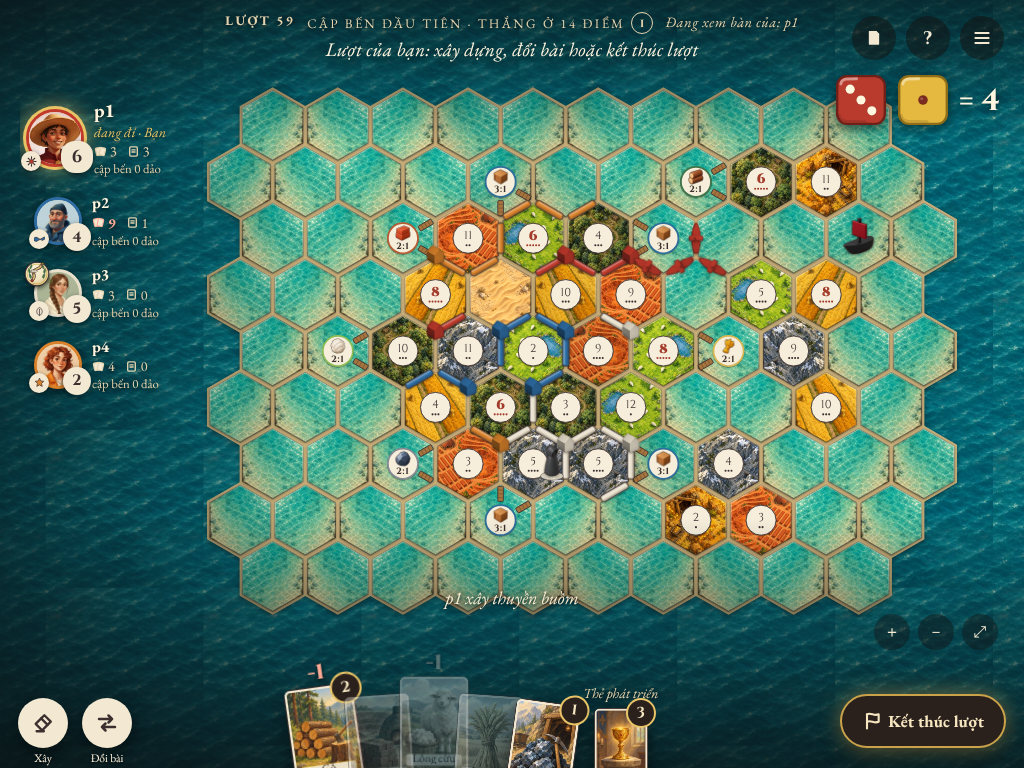 LƯỢT 59 CẬP BẾN ĐẦU TIÊN · THẮNG Ở 14 ĐIỂM I Đang xem bàn của: p1
Lượt của bạn: xây dựng, đổi bài hoặc kết thúc lượt
?
= 4
p1
đang đi · Bạn
3 3
6
cập bến 0 đảo
p2
9 1
4
cập bến 0 đảo
p3
3 0
5
cập bến 0 đảo
p4
4 0
2
cập bến 0 đảo
3:1 2:1 6 11
2:1 11 6 4 3:1
8 10 9 5 8
2:1 10 11 2 9 8 2:1 9
4 6 3 12 10
2:1 3 5 5 3:1 4
3:1 2 3
p1 xây thuyền buồm
+ −
-1 -1
2 1 3
Thẻ phát triển
Lông cừu
Xây
Đổi bài
Kết thúc lượt